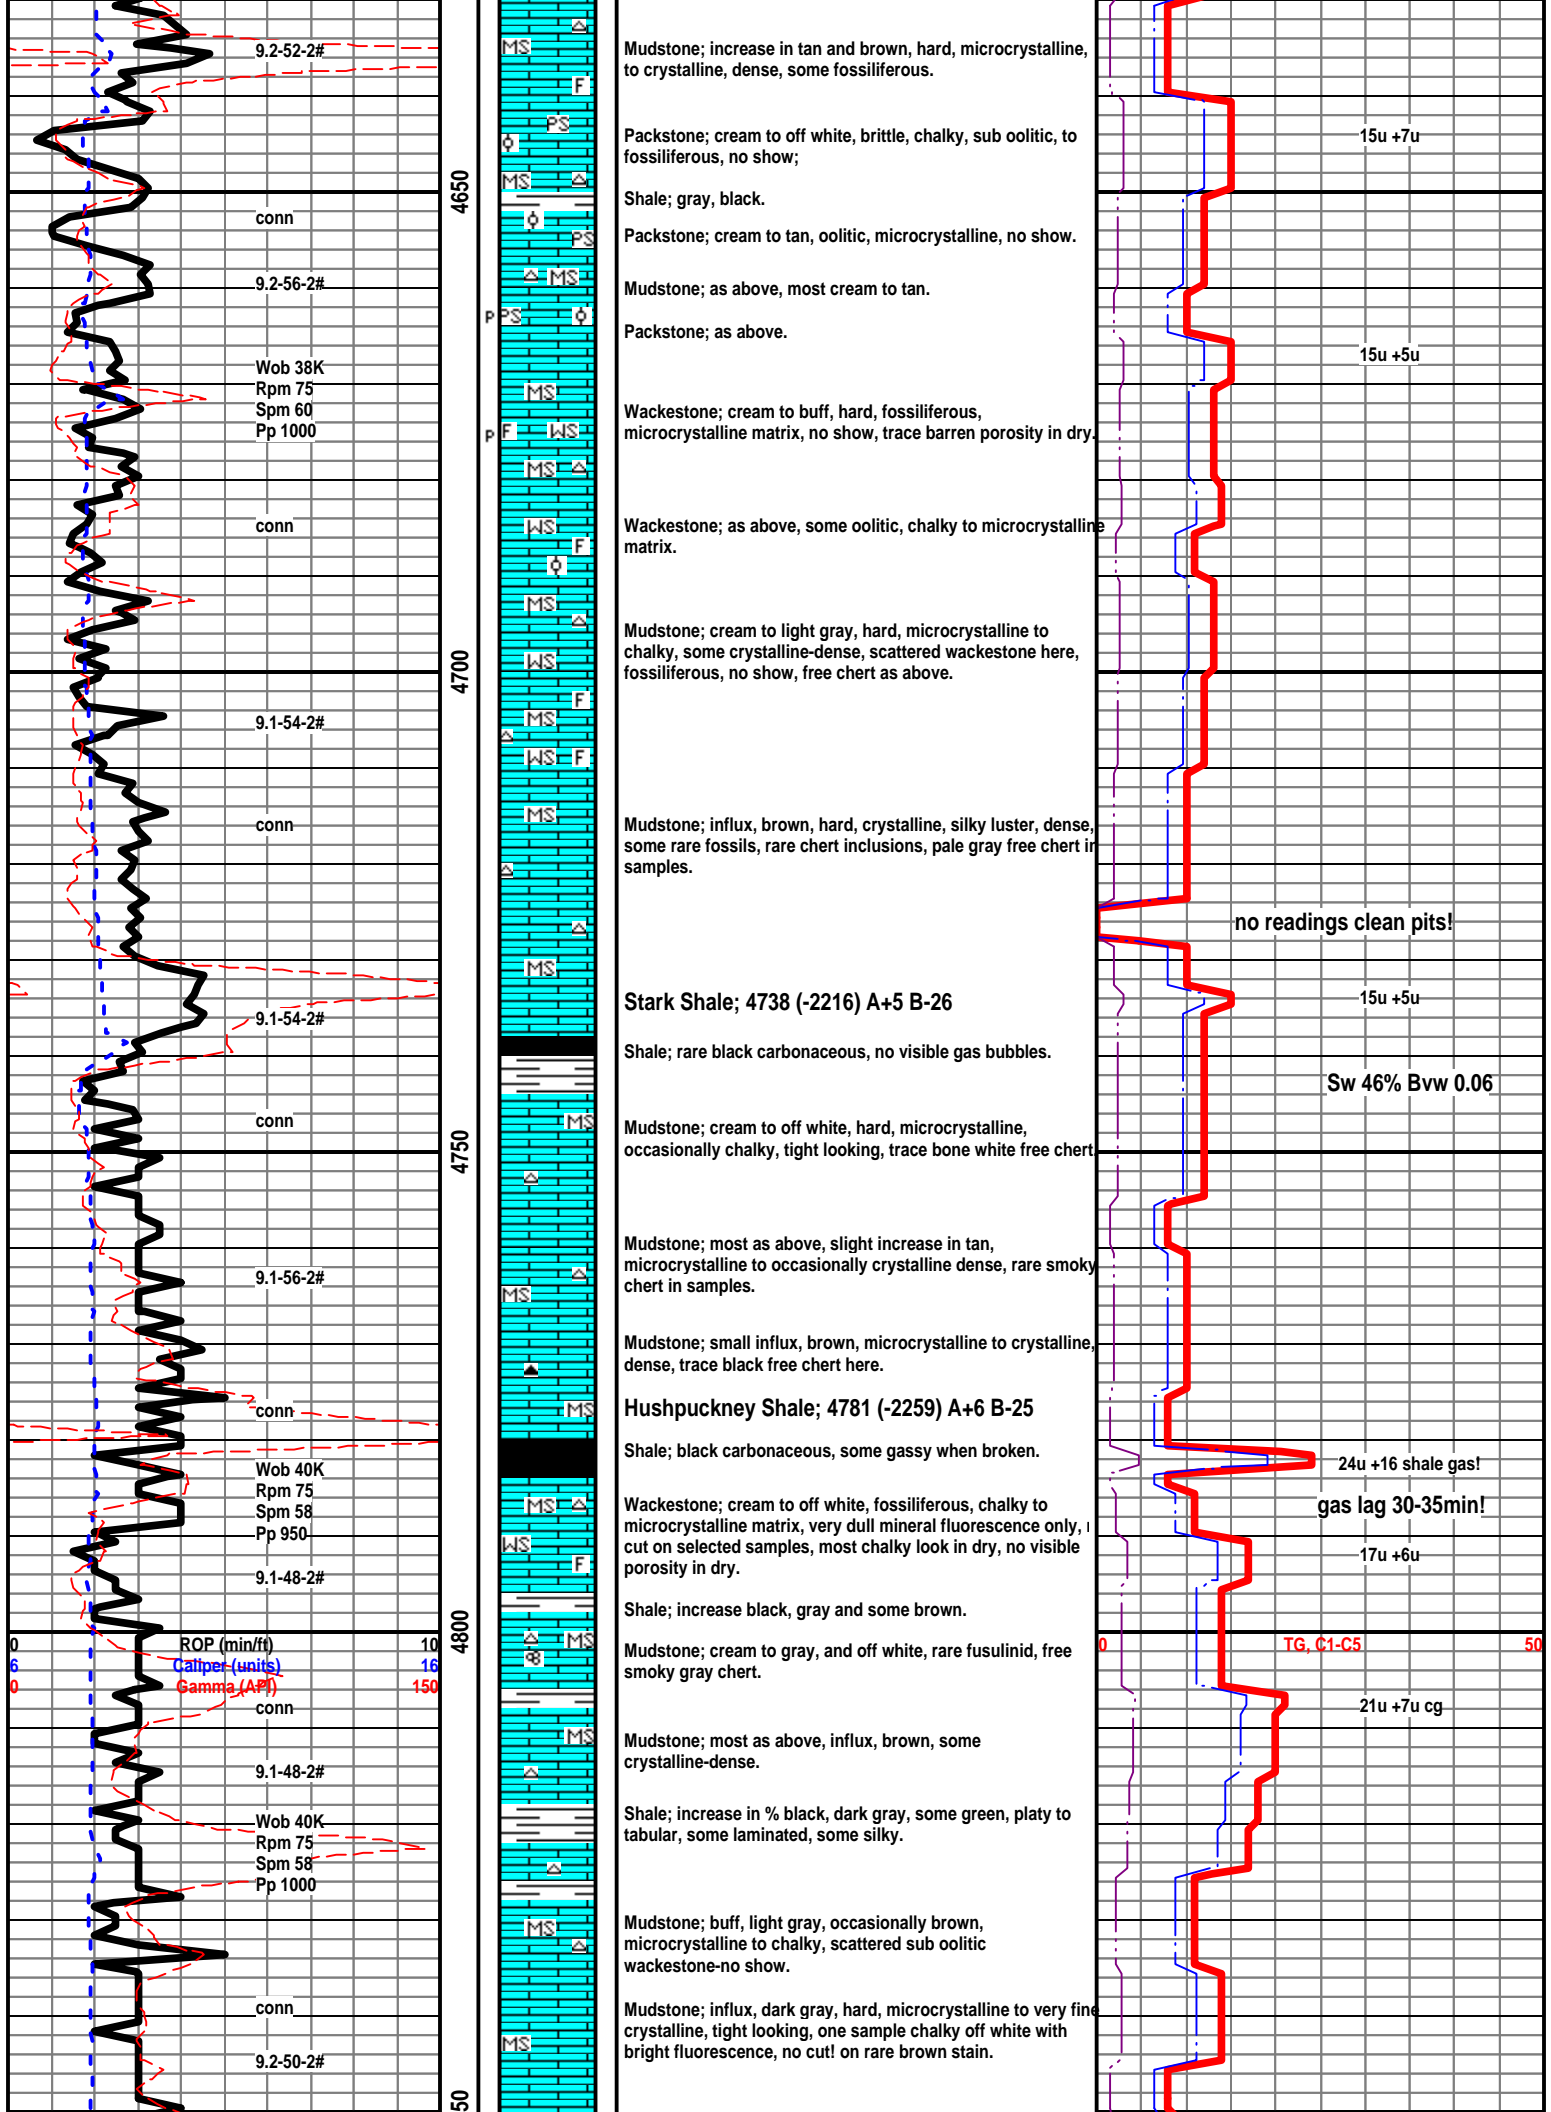 9.2-52-2#
conn
9.2-56-2#
Wob 38K
Rpm 75
Spm 60
Pp 1000
conn
9.1-54-2#
conn
9.1-54-2#
conn
9.1-56-2#
conn
Wob 40K
Rpm 75
Spm 58
Pp 950
9.1-48-2#
0 ROP (min/ft) 10
6 Caliper (units) 16
0 Gamma (API) 150
conn
9.1-48-2#
Wob 40K
Rpm 75
Spm 58
Pp 1000
conn
9.2-50-2#
4650
4700
4750
4800
50
MS
F
PS
MS
PS
MS
P PS
MS
P F WS
MS
WS
F
MS
WS
F
MS
WS F
MS
MS
MS
MS
MS
MS
WS
F
MS
MS
MS
MS
Mudstone; increase in tan and brown, hard, microcrystalline,
to crystalline, dense, some fossiliferous.
Packstone; cream to off white, brittle, chalky, sub oolitic, to
fossiliferous, no show;
Shale; gray, black.
Packstone; cream to tan, oolitic, microcrystalline, no show.
Mudstone; as above, most cream to tan.
Packstone; as above.
Wackestone; cream to buff, hard, fossiliferous,
microcrystalline matrix, no show, trace barren porosity in dry.
Wackestone; as above, some oolitic, chalky to microcrystalline
matrix.
Mudstone; cream to light gray, hard, microcrystalline to
chalky, some crystalline-dense, scattered wackestone here,
fossiliferous, no show, free chert as above.
Mudstone; influx, brown, hard, crystalline, silky luster, dense,
some rare fossils, rare chert inclusions, pale gray free chert in
samples.
Stark Shale; 4738 (-2216) A+5 B-26
Shale; rare black carbonaceous, no visible gas bubbles.
Mudstone; cream to off white, hard, microcrystalline,
occasionally chalky, tight looking, trace bone white free chert.
Mudstone; most as above, slight increase in tan,
microcrystalline to occasionally crystalline dense, rare smoky
chert in samples.
Mudstone; small influx, brown, microcrystalline to crystalline,
dense, trace black free chert here.
Hushpuckney Shale; 4781 (-2259) A+6 B-25
Shale; black carbonaceous, some gassy when broken.
Wackestone; cream to off white, fossiliferous, chalky to
microcrystalline matrix, very dull mineral fluorescence only,
cut on selected samples, most chalky look in dry, no visible
porosity in dry.
Shale; increase black, gray and some brown.
Mudstone; cream to gray, and off white, rare fusulinid, free
smoky gray chert.
Mudstone; most as above, influx, brown, some
crystalline-dense.
Shale; increase in % black, dark gray, some green, platy to
tabular, some laminated, some silky.
Mudstone; buff, light gray, occasionally brown,
microcrystalline to chalky, scattered sub oolitic
wackestone-no show.
Mudstone; influx, dark gray, hard, microcrystalline to very fine
crystalline, tight looking, one sample chalky off white with
bright fluorescence, no cut! on rare brown stain.
15u +7u
15u +5u
no readings clean pits!
15u +5u
Sw 46% Bvw 0.06
24u +16 shale gas!
gas lag 30-35min!
17u +6u
0 TG, C1-C5 50
21u +7u cg